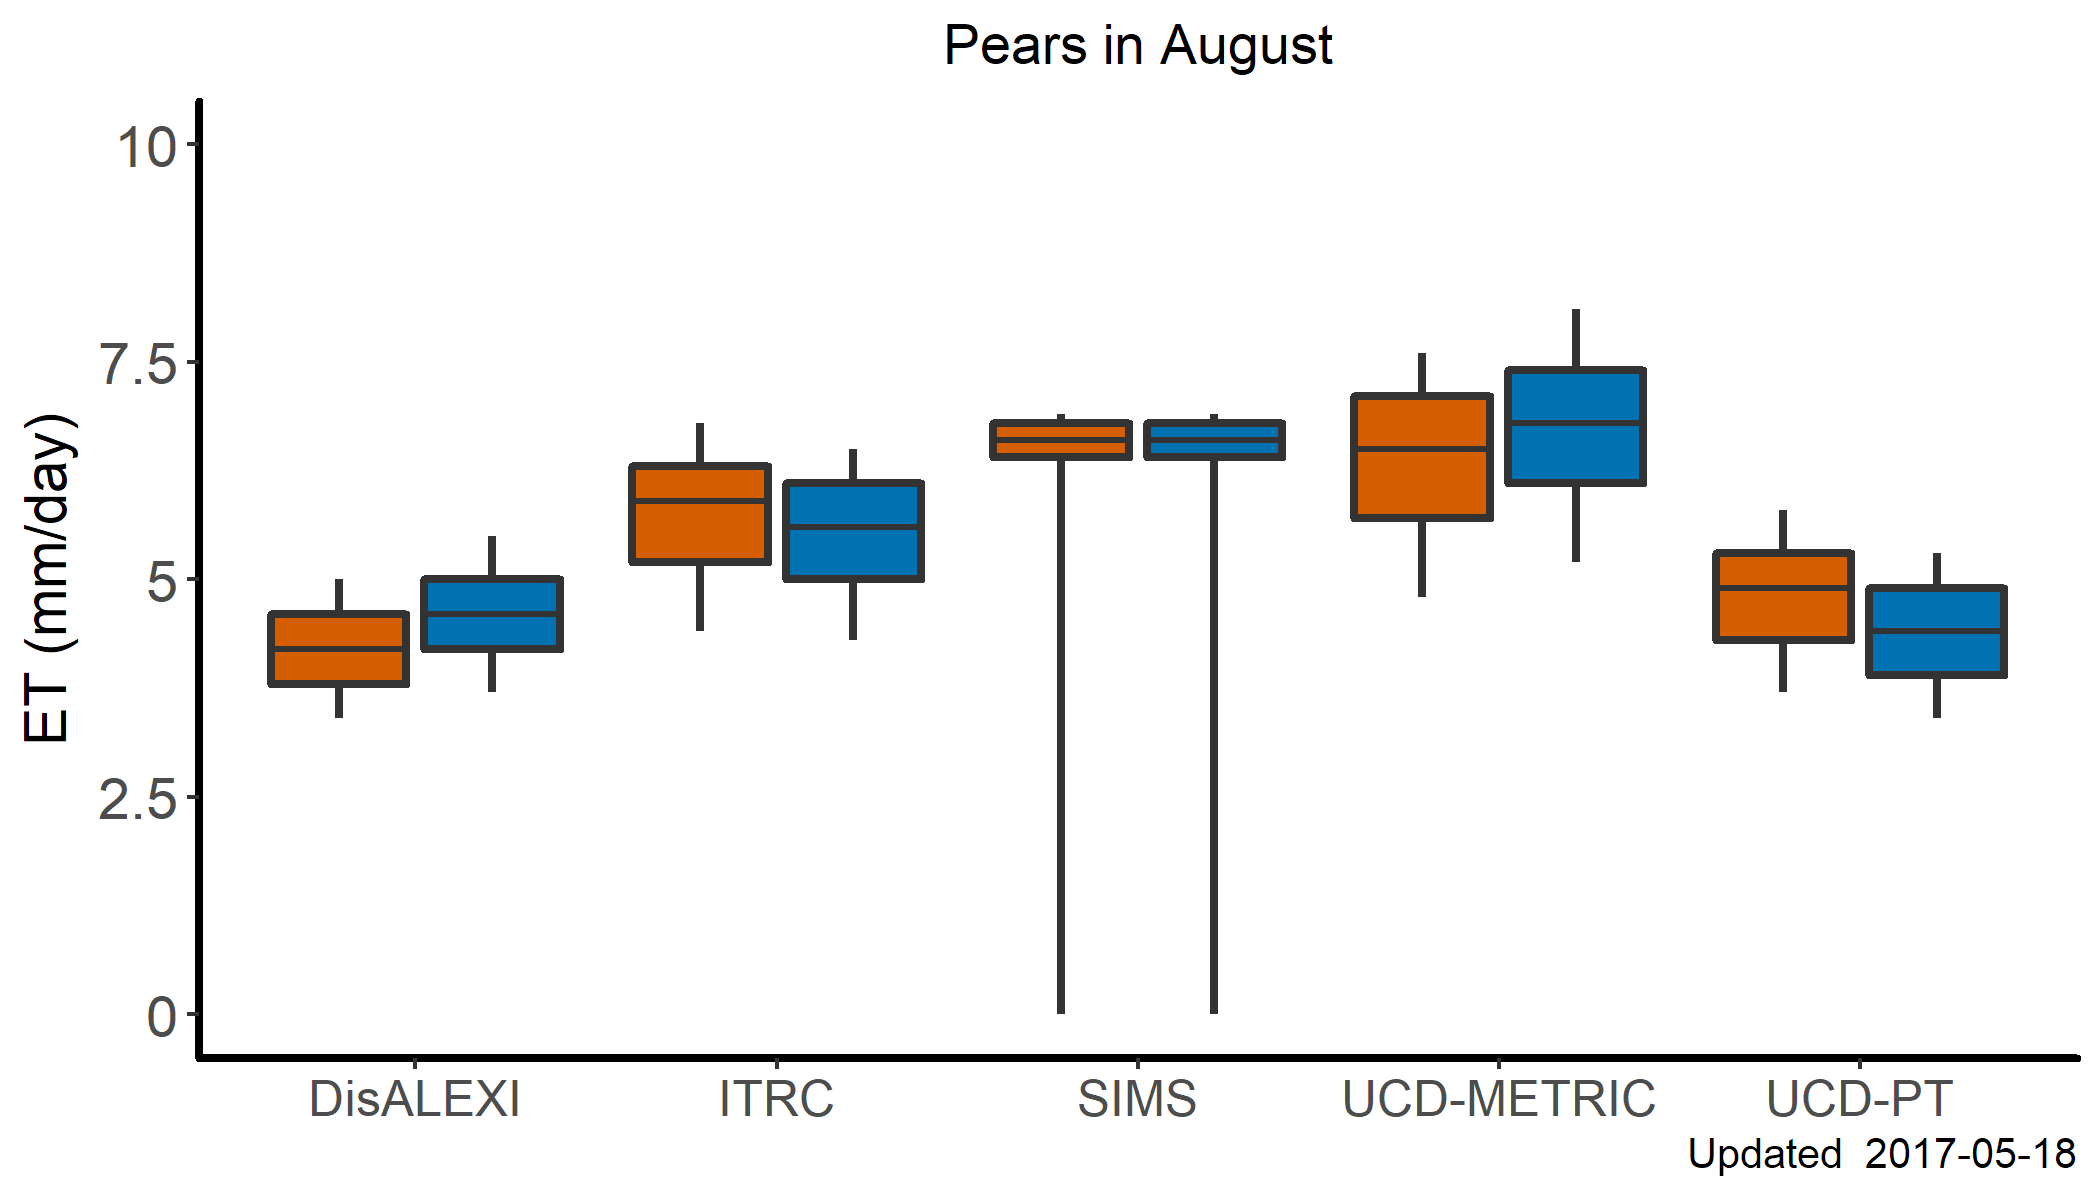 Pears in August
ET (mm/day)
10
7.5
5
2.5
0
DisALEXI ITRC SIMS UCD-METRIC UCD-PT
Updated  2017-05-18